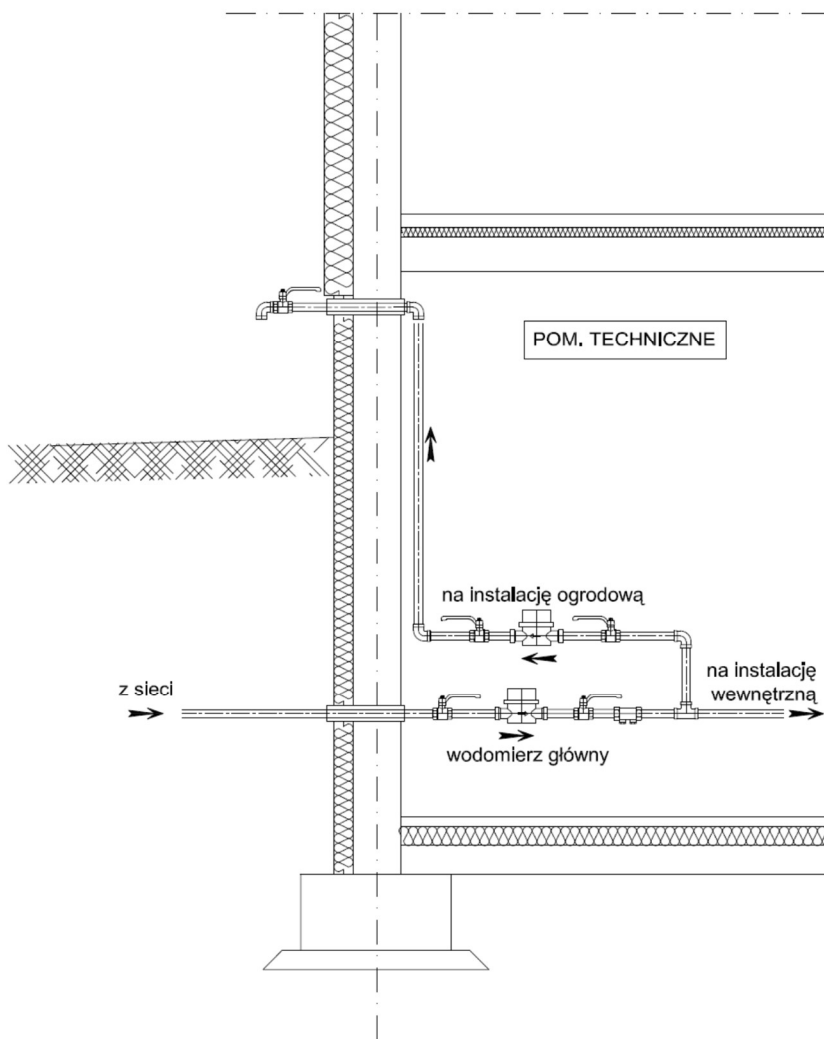 POM. TECHNICZNE
na instalację ogrodową
z sieci
na instalację
wewnętrzną
wodomierz główny